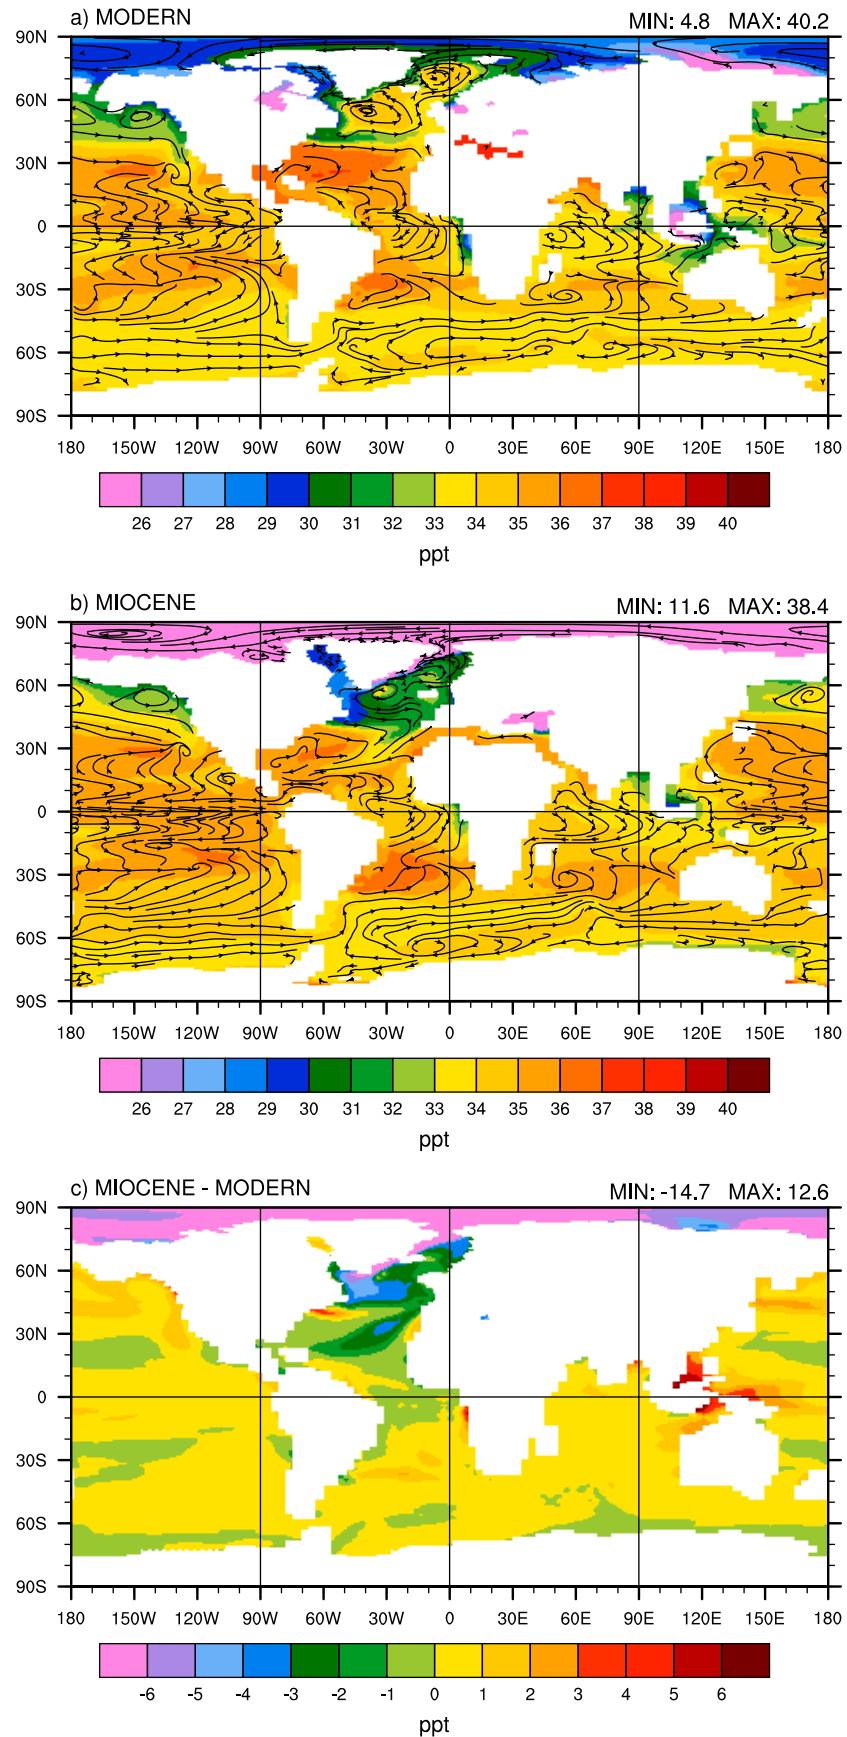 a) MODERN MIN: 4.8 MAX: 40.2
90N
60N
30N
0
30S
60S
90S
180 150W 120W 90W 60W 30W 0 30E 60E 90E 120E 150E 180
26 27 28 29 30 31 32 33 34 35 36 37 38 39 40
ppt
b) MIOCENE MIN: 11.6 MAX: 38.4
90N
60N
30N
0
30S
60S
90S
180 150W 120W 90W 60W 30W 0 30E 60E 90E 120E 150E 180
26 27 28 29 30 31 32 33 34 35 36 37 38 39 40
ppt
c) MIOCENE - MODERN MIN: -14.7 MAX: 12.6
90N
60N
30N
0
30S
60S
90S
180 150W 120W 90W 60W 30W 0 30E 60E 90E 120E 150E 180
-6 -5 -4 -3 -2 -1 0 1 2 3 4 5 6
ppt